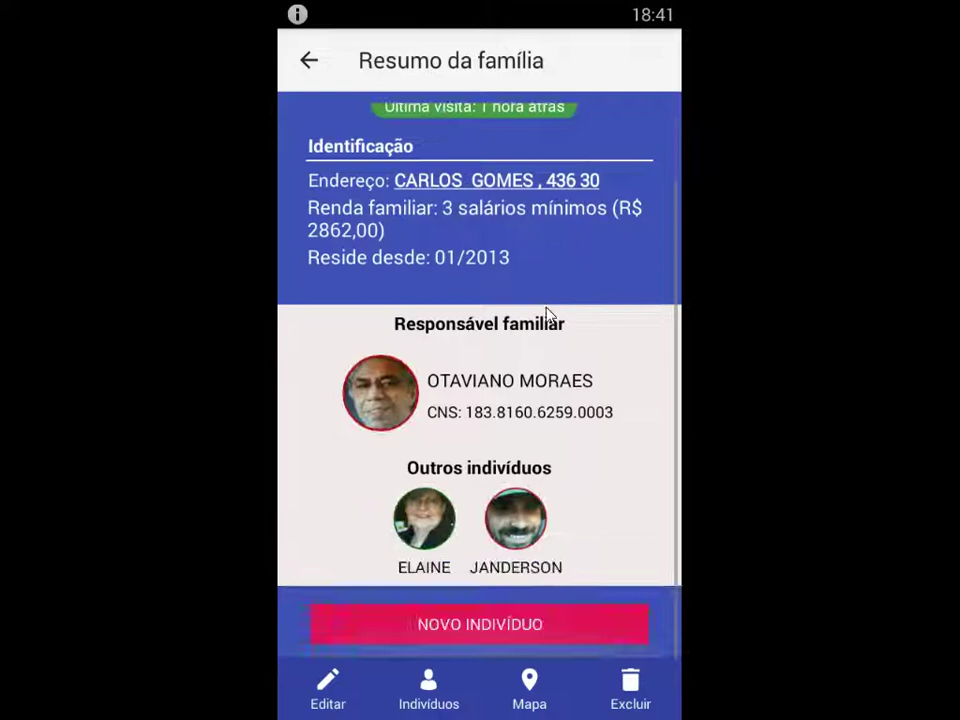 18:41
Resumo da família
Última visita: 1 hora atrás
Identificação
Endereço: CARLOS GOMES , 436 30
Renda familiar: 3 salários mínimos (R$
2862,00)
Reside desde: 01/2013
Responsável familiar
OTAVIANO MORAES
CNS: 183.8160.6259.0003
Outros indivíduos
ELAINE JANDERSON
NOVO INDIVÍDUO
Editar Indivíduos Mapa Excluir